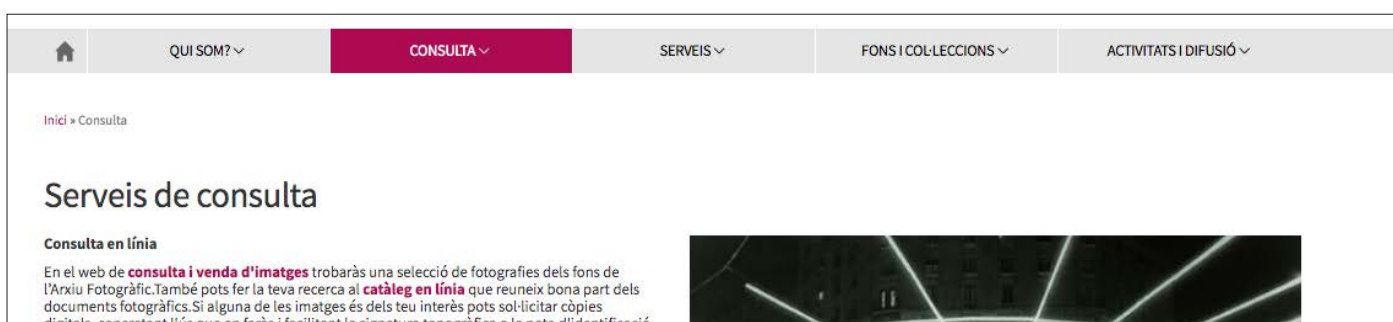 QUI SOM?
CONSULTA
SERVEIS
FONS I COL·LECCIONS
ACTIVITATS I DIFUSIÓ
Inici » Consulta
Serveis de consulta
Consulta en línia
En el web de consulta i venda d'imatges trobaràs una selecció de fotografies dels fons de
l'Arxiu Fotogràfic.També pots fer la teva recerca al catàleg en línia que reuneix bona part dels
documents fotogràfics.Si alguna de les imatges és dels teu interès pots sol·licitar còpies